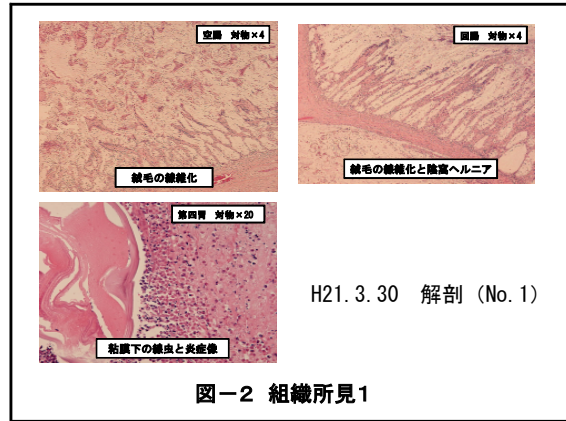 空腸 対物×4
絨毛の線維化
回腸 対物×4
絨毛の線維化と陰窩ヘルニア
第四胃 対物×20
粘膜下の線虫と炎症像
H21.3.30 解剖 (No.1)
図－2 組織所見1